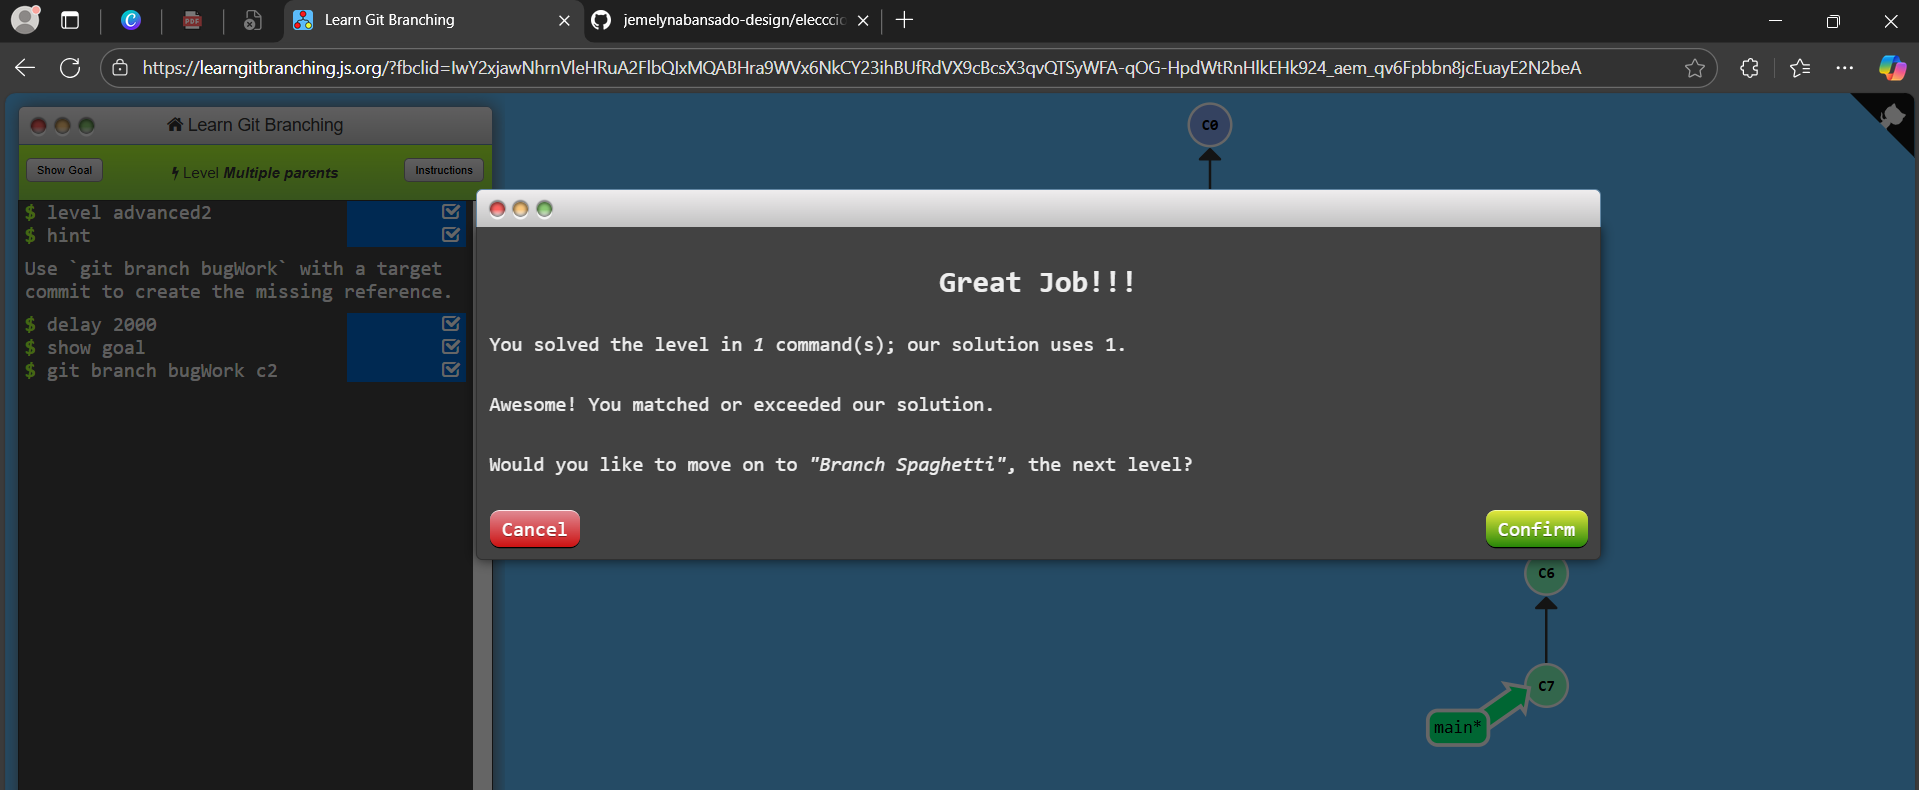 Learn Git Branching
jemelynabansado-design/eleccci
https://learngitbranching.js.org/?fbclid=IwY2xjawNhrnVleHRuA2FlbQIxMQABHra9WVx6NkCY23ihBUfRdVX9cBcsX3qvQTSyWFA-qOG-HpdWtRnHlkEHk924_aem_qv6Fpbbn8jcEuayE2N2beA
Learn Git Branching
Show Goal
Level Multiple parents
Instructions
$ level advanced2
$ hint
Use `git branch bugWork` with a target
commit to create the missing reference.
$ delay 2000
$ show goal
$ git branch bugWork c2
C0
Great Job!!!
You solved the level in 1 command(s); our solution uses 1.
Awesome! You matched or exceeded our solution.
Would you like to move on to "Branch Spaghetti", the next level?
Cancel
Confirm
C6
C7
main*